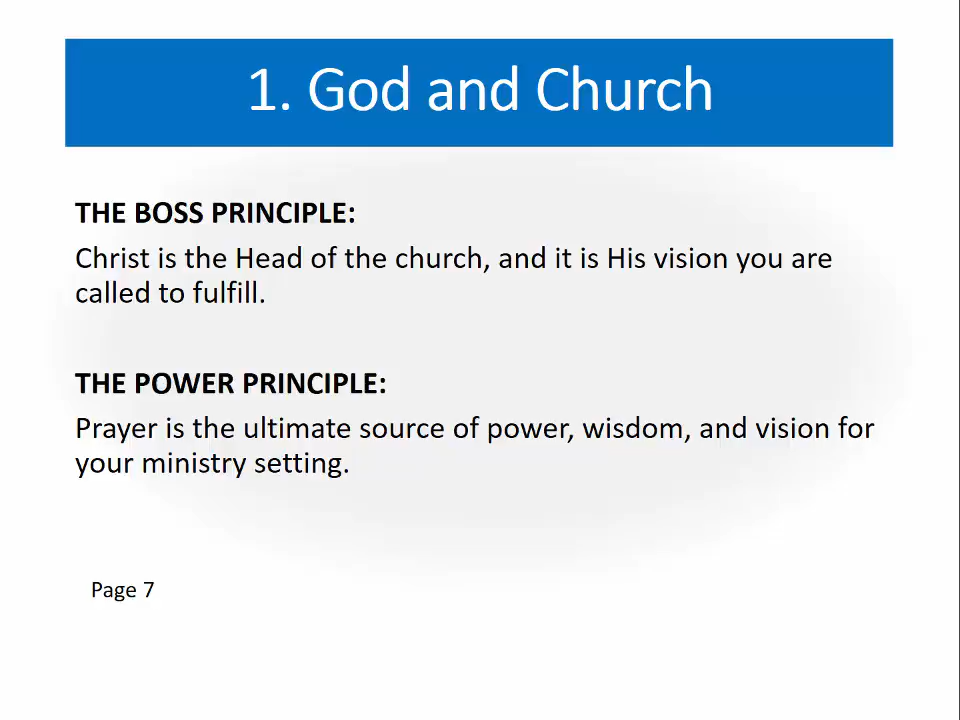 1. God and Church
THE BOSS PRINCIPLE:
Christ is the Head of the church, and it is His vision you are
called to fulfill.
THE POWER PRINCIPLE:
Prayer is the ultimate source of power, wisdom, and vision for
your ministry setting.
Page 7